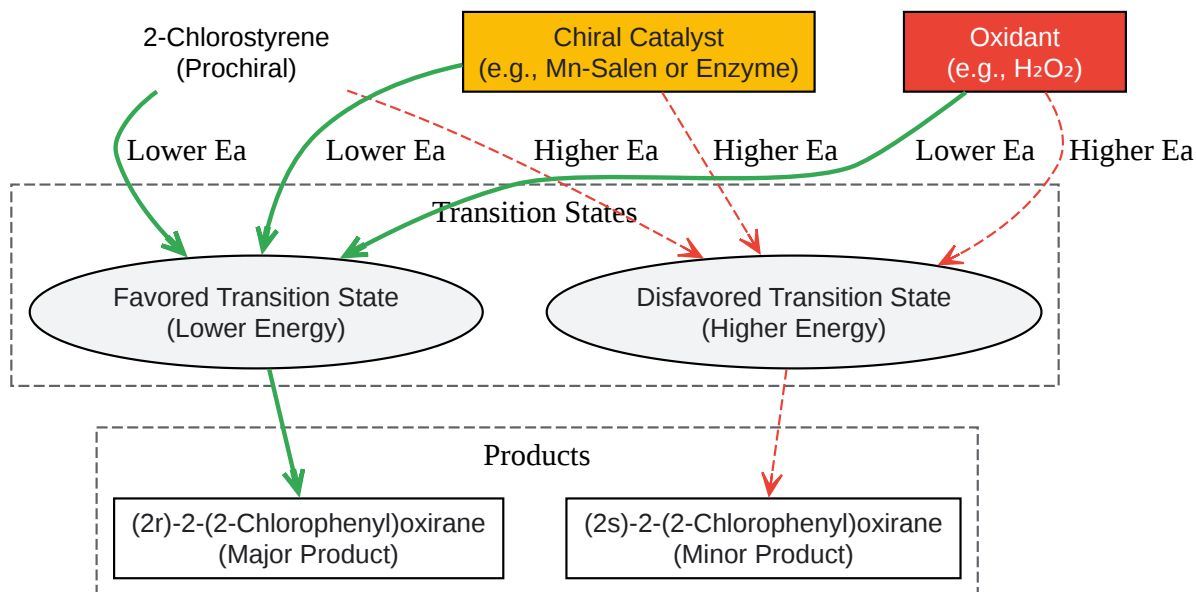 2-Chlorostyrene
(Prochiral)
Chiral Catalyst
(e.g., Mn-Salen or Enzyme)
Oxidant
(e.g., H₂O₂)
Lower Ea
Lower Ea
Higher Ea
Higher Ea
Lower Ea
Higher Ea
Transition States
Favored Transition State
(Lower Energy)
Disfavored Transition State
(Higher Energy)
Products
(2r)-2-(2-Chlorophenyl)oxirane
(Major Product)
(2s)-2-(2-Chlorophenyl)oxirane
(Minor Product)